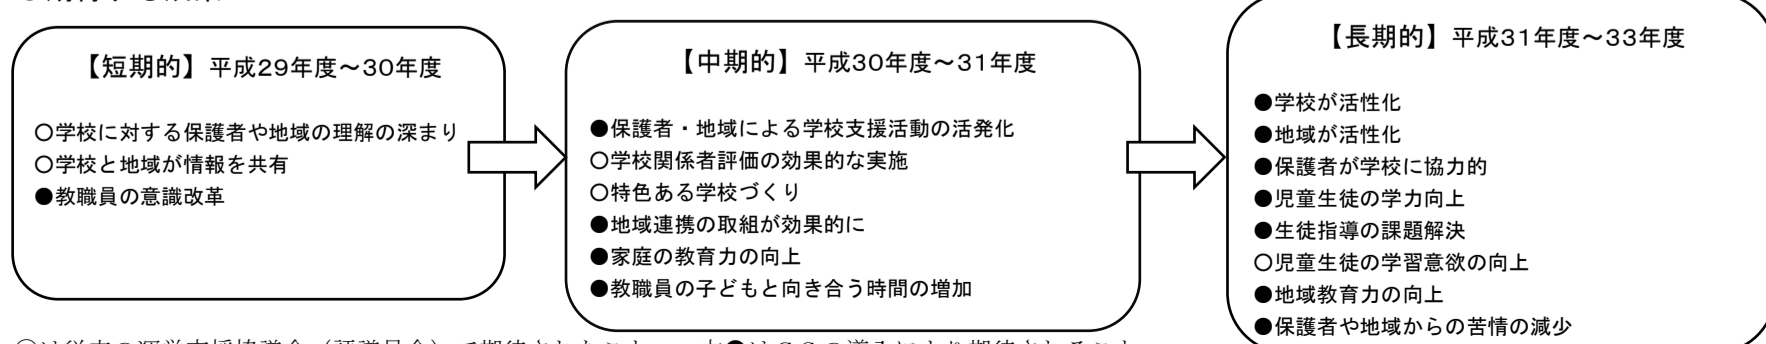 【短期的】平成29年度～30年度
○学校に対する保護者や地域の理解の深まり
○学校と地域が情報を共有
●教職員の意識改革
【中期的】平成30年度～31年度
●保護者・地域による学校支援活動の活発化
○学校関係者評価の効果的な実施
○特色ある学校づくり
●地域連携の取組が効果的に
●家庭の教育力の向上
●教職員の子どもと向き合う時間の増加
【長期的】平成31年度～33年度
●学校が活性化
●地域が活性化
●保護者が学校に協力的
●児童生徒の学力向上
●生徒指導の課題解決
○児童生徒の学習意欲の向上
●地域教育力の向上
●保護者や地域からの苦情の減少